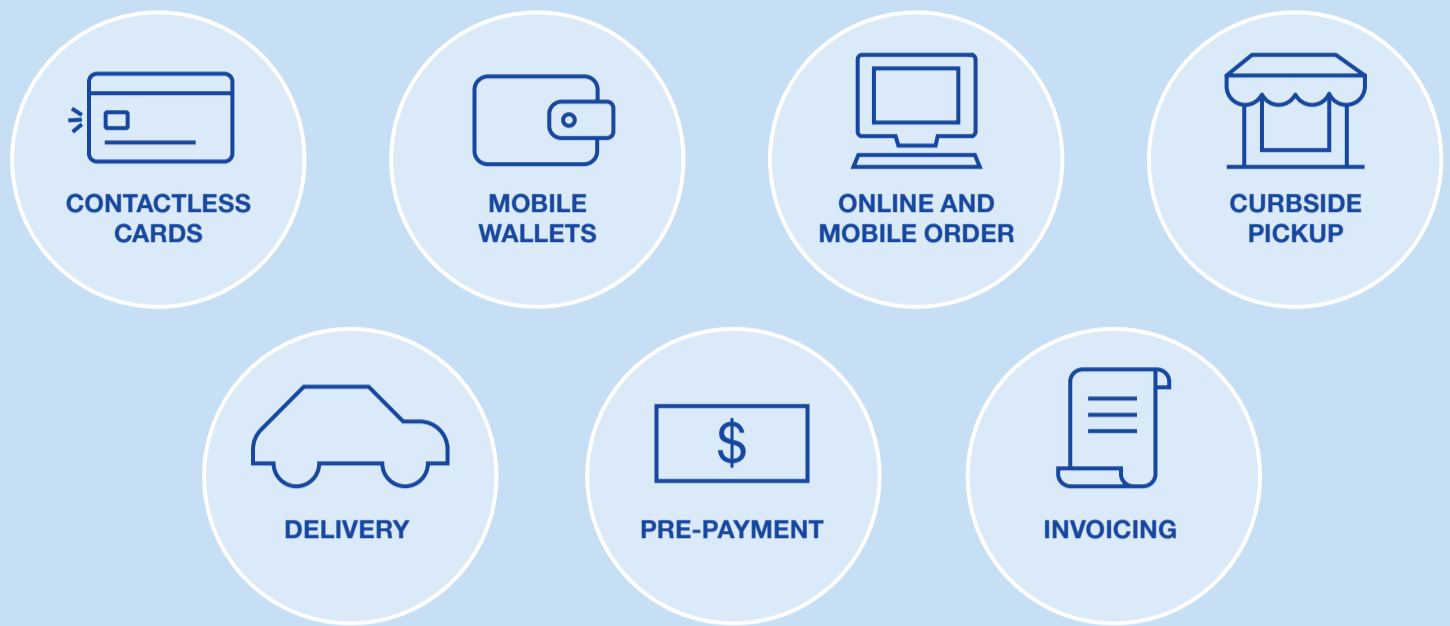 CONTACTLESS
CARDS
MOBILE
WALLETS
ONLINE AND
MOBILE ORDER
CURBSIDE
PICKUP
$
DELIVERY
PRE-PAYMENT
INVOICING